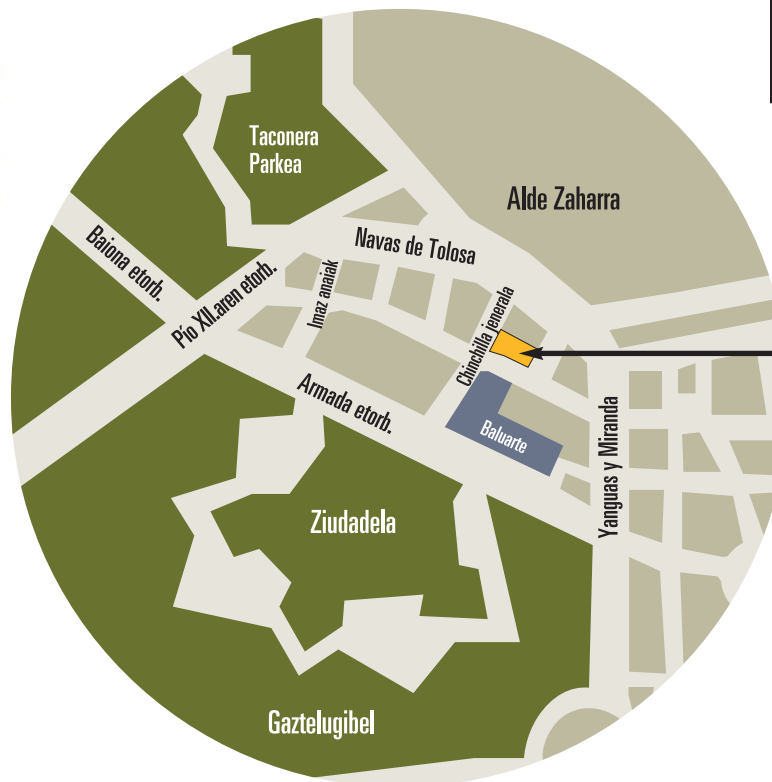 Taconera
Parkea
Alde Zaharra
Navas de Tolosa
Baiona etorb.
Pío XII.aren etorb.
Imaz anaiak
Chinchilla jenerala
Armada etorb.
Baluarte
Yanguas y Miranda
Ziudadela
Gaztelugibel